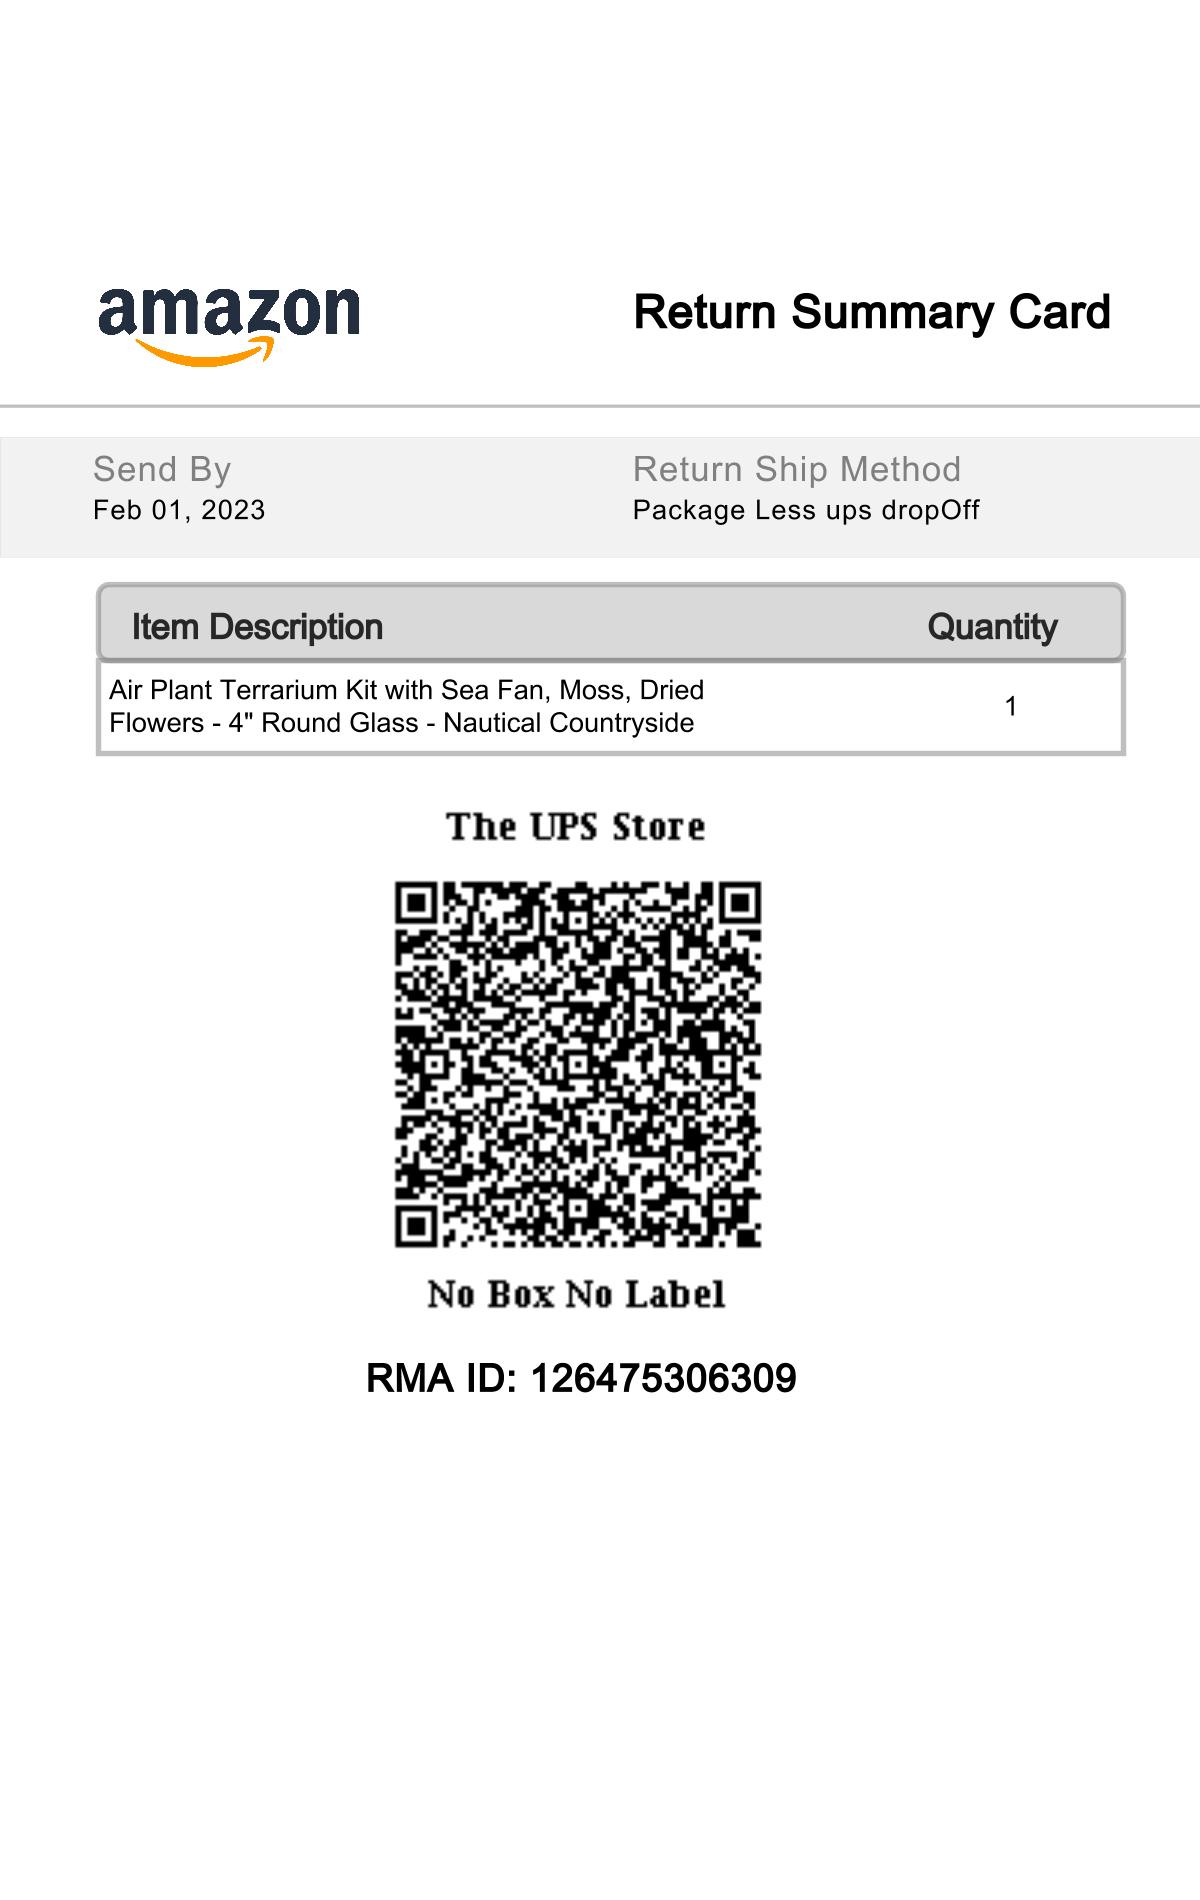 amazon
Return Summary Card
Send By
Return Ship Method
Feb 01, 2023
Package Less ups dropOff
Item Description
Quantity
Air Plant Terrarium Kit with Sea Fan, Moss, Dried
Flowers - 4" Round Glass - Nautical Countryside
1
The UPS Store
No Box No Label
RMA ID: 126475306309